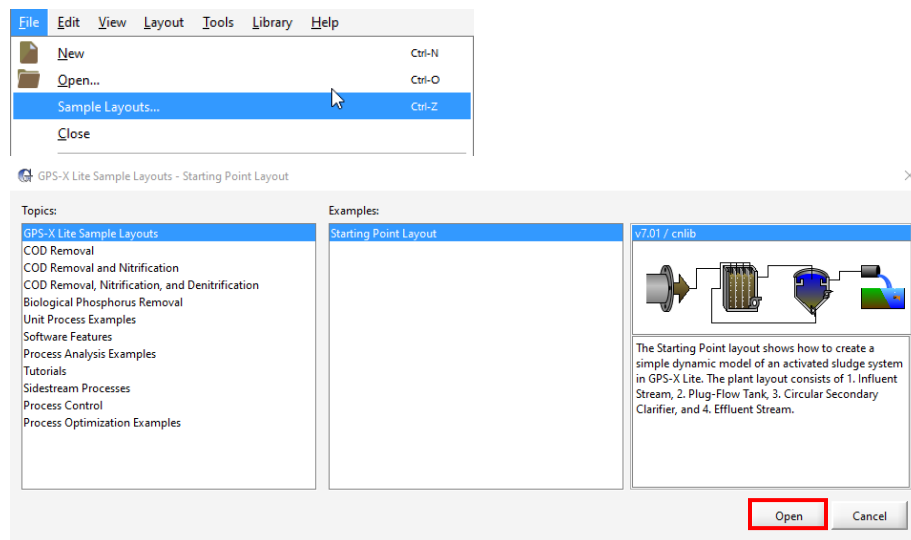 File Edit View Layout Tools Library Help
New Ctrl-N
Open... Ctrl-O
Sample Layouts... Ctrl-Z
Close
GPS-X Lite Sample Layouts - Starting Point Layout
Topics:
GPS-X Lite Sample Layouts
COD Removal
COD Removal and Nitrification
COD Removal, Nitrification, and Denitrification
Biological Phosphorus Removal
Unit Process Examples
Software Features
Process Analysis Examples
Tutorials
Sidestream Processes
Process Control
Process Optimization Examples
Examples:
Starting Point Layout
v7.01 / cnlib
The Starting Point layout shows how to create a
simple dynamic model of an activated sludge system
in GPS-X Lite. The plant layout consists of 1. Influent
Stream, 2. Plug-Flow Tank, 3. Circular Secondary
Clarifier, and 4. Effluent Stream.
Open Cancel